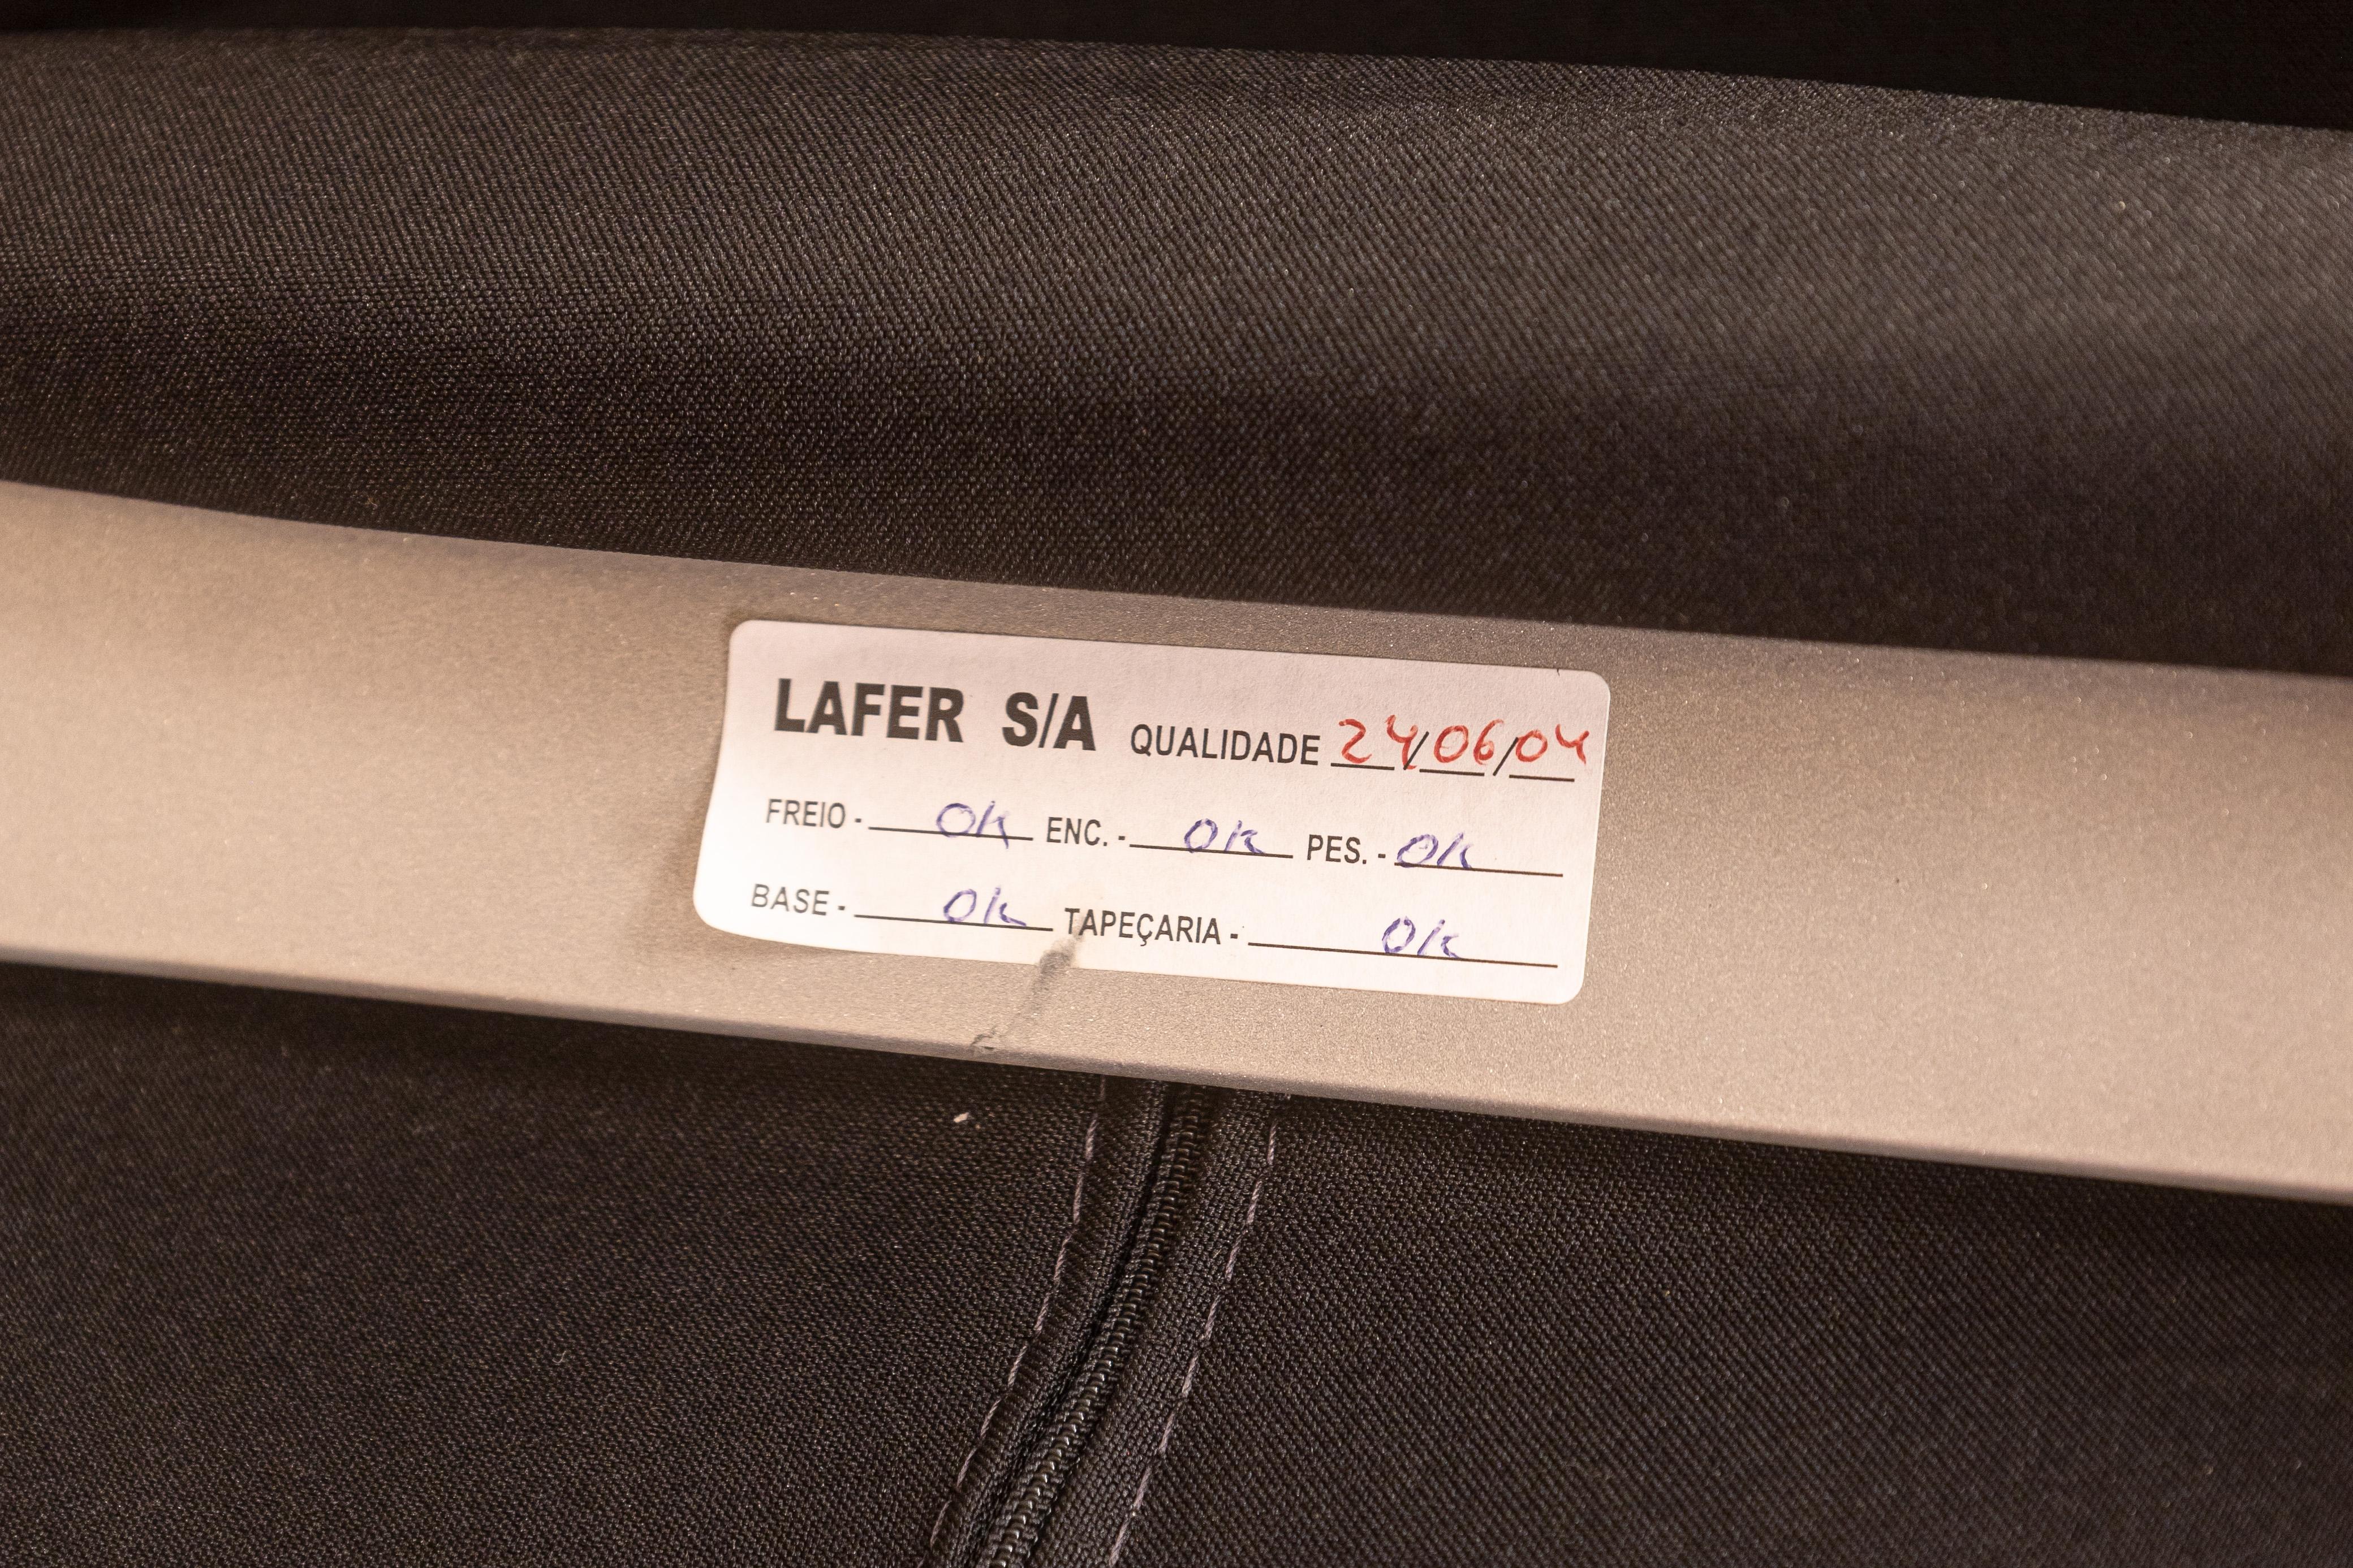 LAFER S/A QUALIDADE 24/06/04
FREIO - OK ENC. - OK PES. - OK
BASE - OK TAPEÇARIA - OK